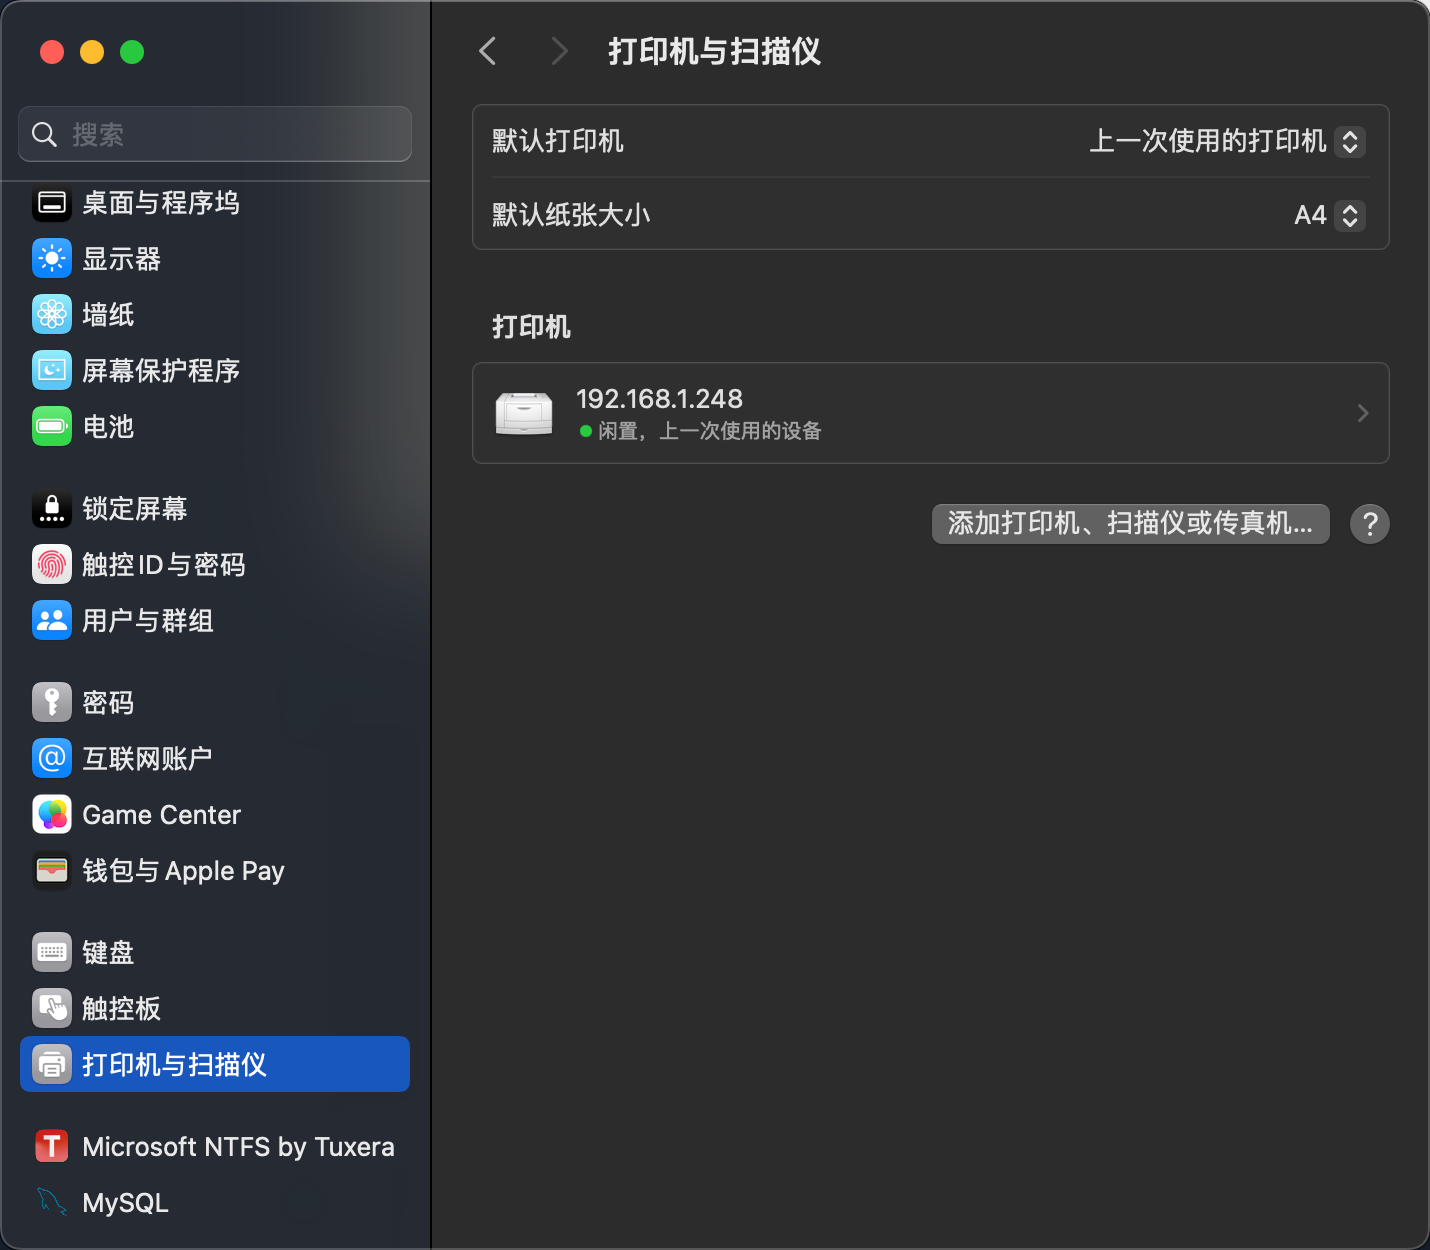 搜索
桌面与程序坞
显示器
墙纸
屏幕保护程序
电池
锁定屏幕
触控ID与密码
用户与群组
密码
互联网账户
Game Center
钱包与Apple Pay
键盘
触控板
打印机与扫描仪
Microsoft NTFS by Tuxera
MySQL
打印机与扫描仪
默认打印机 上一次使用的打印机
默认纸张大小 A4
打印机
192.168.1.248
闲置，上一次使用的设备
添加打印机、扫描仪或传真机... ?